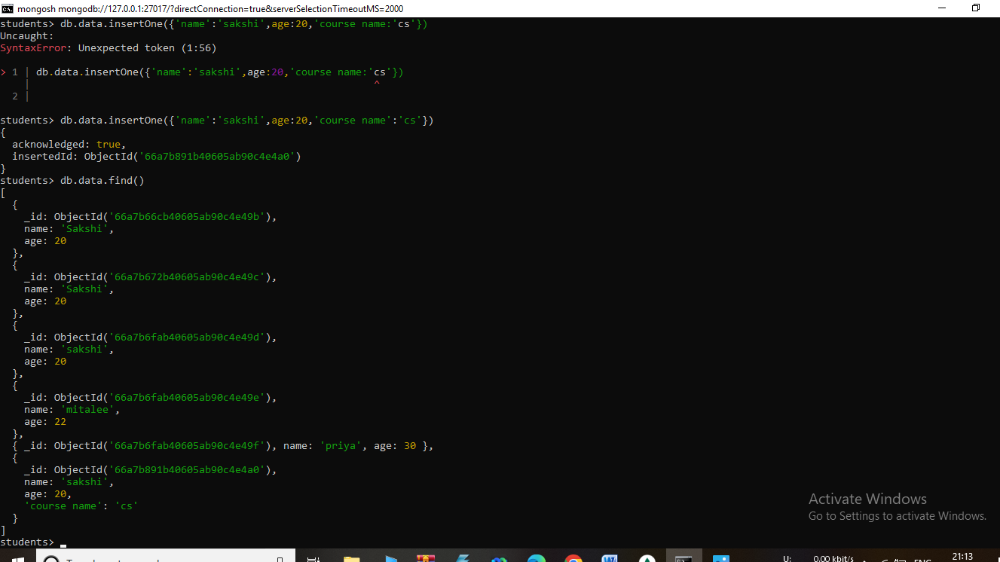 mongosh mongodb://127.0.0.1:27017/?directConnection=true&serverSelectionTimeoutMS=2000
students> db.data.insertOne({'name':'sakshi',age:20,'course name:'cs'})
Uncaught:
SyntaxError: Unexpected token (1:56)
> 1 | db.data.insertOne({'name':'sakshi',age:20,'course name:'cs'})
| ^
2 |
students> db.data.insertOne({'name':'sakshi',age:20,'course name':'cs'})
{
acknowledged: true,
insertedId: ObjectId('66a7b891b40605ab90c4e4a0')
}
students> db.data.find()
[
{
_id: ObjectId('66a7b66cb40605ab90c4e49b'),
name: 'Sakshi',
age: 20
},
{
_id: ObjectId('66a7b672b40605ab90c4e49c'),
name: 'Sakshi',
age: 20
},
{
_id: ObjectId('66a7b6fab40605ab90c4e49d'),
name: 'sakshi',
age: 20
},
{
_id: ObjectId('66a7b6fab40605ab90c4e49e'),
name: 'mitalee',
age: 22
},
{ _id: ObjectId('66a7b6fab40605ab90c4e49f'), name: 'priya', age: 30 },
{
_id: ObjectId('66a7b891b40605ab90c4e4a0'),
name: 'sakshi',
age: 20,
'course name': 'cs'
}
]
students>
Activate Windows
Go to Settings to activate Windows.
U: 0.00 kbit/s
ENG
21:13